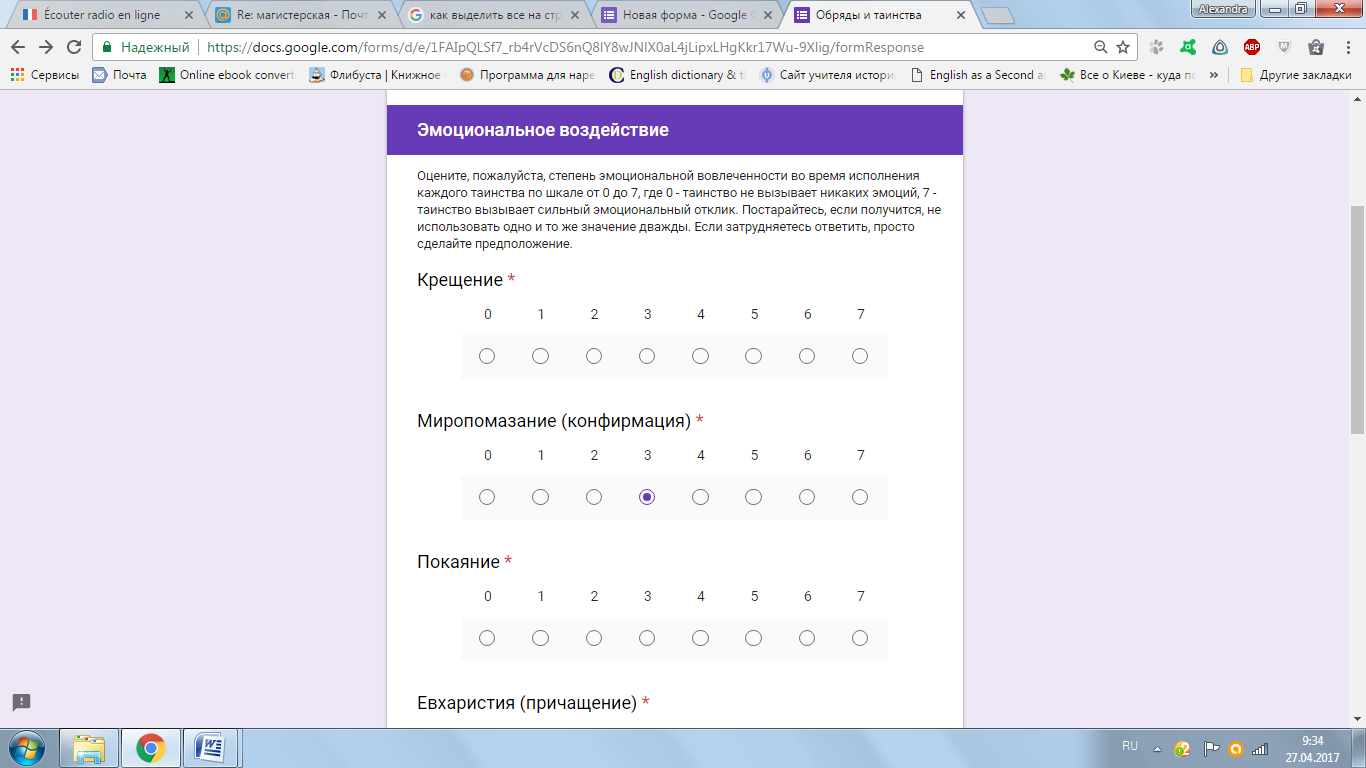 Écouter radio en ligne
Re: магистерская - Почт
как выделить все на стр
Новая форма - Google Ф
Обряды и таинства
Alexandra
Надежный
https://docs.google.com/forms/d/e/1FAIpQLSf7_rb4rVcDS6nQ8lY8wJNIX0aL4jLipxLHgKkr17Wu-9Xlig/formResponse
ABP
Сервисы
Почта
Online ebook convert
Флибуста | Книжное
Программа для наре
English dictionary & t
Сайт учителя истори
English as a Second a
Все о Киеве - куда по
»
Другие закладки
Эмоциональное воздействие
Оцените, пожалуйста, степень эмоциональной вовлеченности во время исполнения
каждого таинства по шкале от 0 до 7, где 0 - таинство не вызывает никаких эмоций, 7 -
таинство вызывает сильный эмоциональный отклик. Постарайтесь, если получится, не
использовать одно и то же значение дважды. Если затрудняетесь ответить, просто
сделайте предположение.
Крещение *
0 1 2 3 4 5 6 7
Миропомазание (конфирмация) *
0 1 2 3 4 5 6 7
Покаяние *
0 1 2 3 4 5 6 7
Евхаристия (причащение) *
RU
9:34
27.04.2017